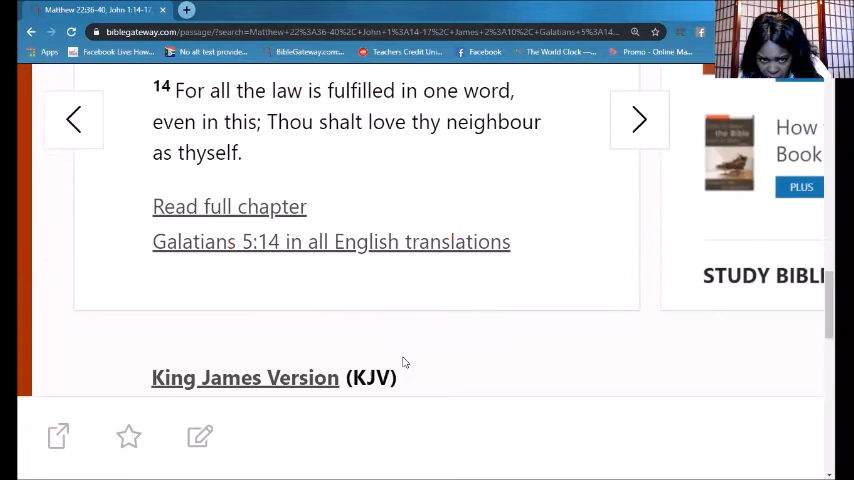 Matthew 22:36-40, John 1:14-17,
biblegateway.com/passage/?search=Matthew 22%3A36-40%2C+John+1%3A14-17%2C+James+2%3A10%2C+Galatians+5%3A14...
Apps
Facebook Lives How...
No alt text provide...
BibleGateway.com:...
Teachers Credit Uni...
Facebook
The World Clock —...
Promo - Online Ma...
14 For all the law is fulfilled in one word,
even in this; Thou shalt love thy neighbour
as thyself.
Read full chapter
Galatians 5:14 in all English translations
King James Version (KJV)
How
the Bible
Book
PLUS
STUDY BIBL